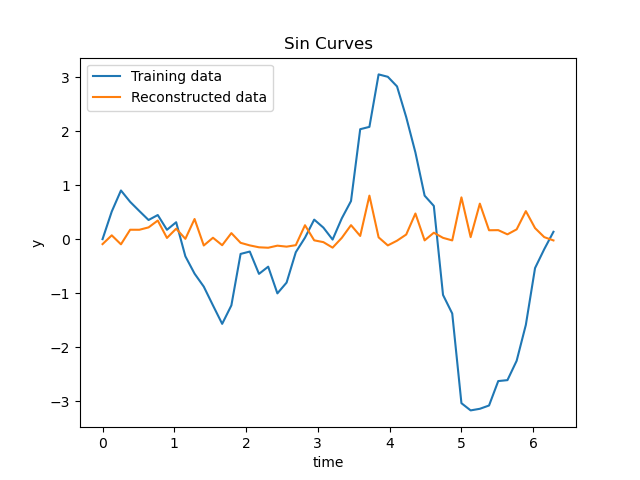 Sin Curves
Training data
Reconstructed data
3
2
1
0
−1
−2
−3
y
0 1 2 3 4 5 6
time